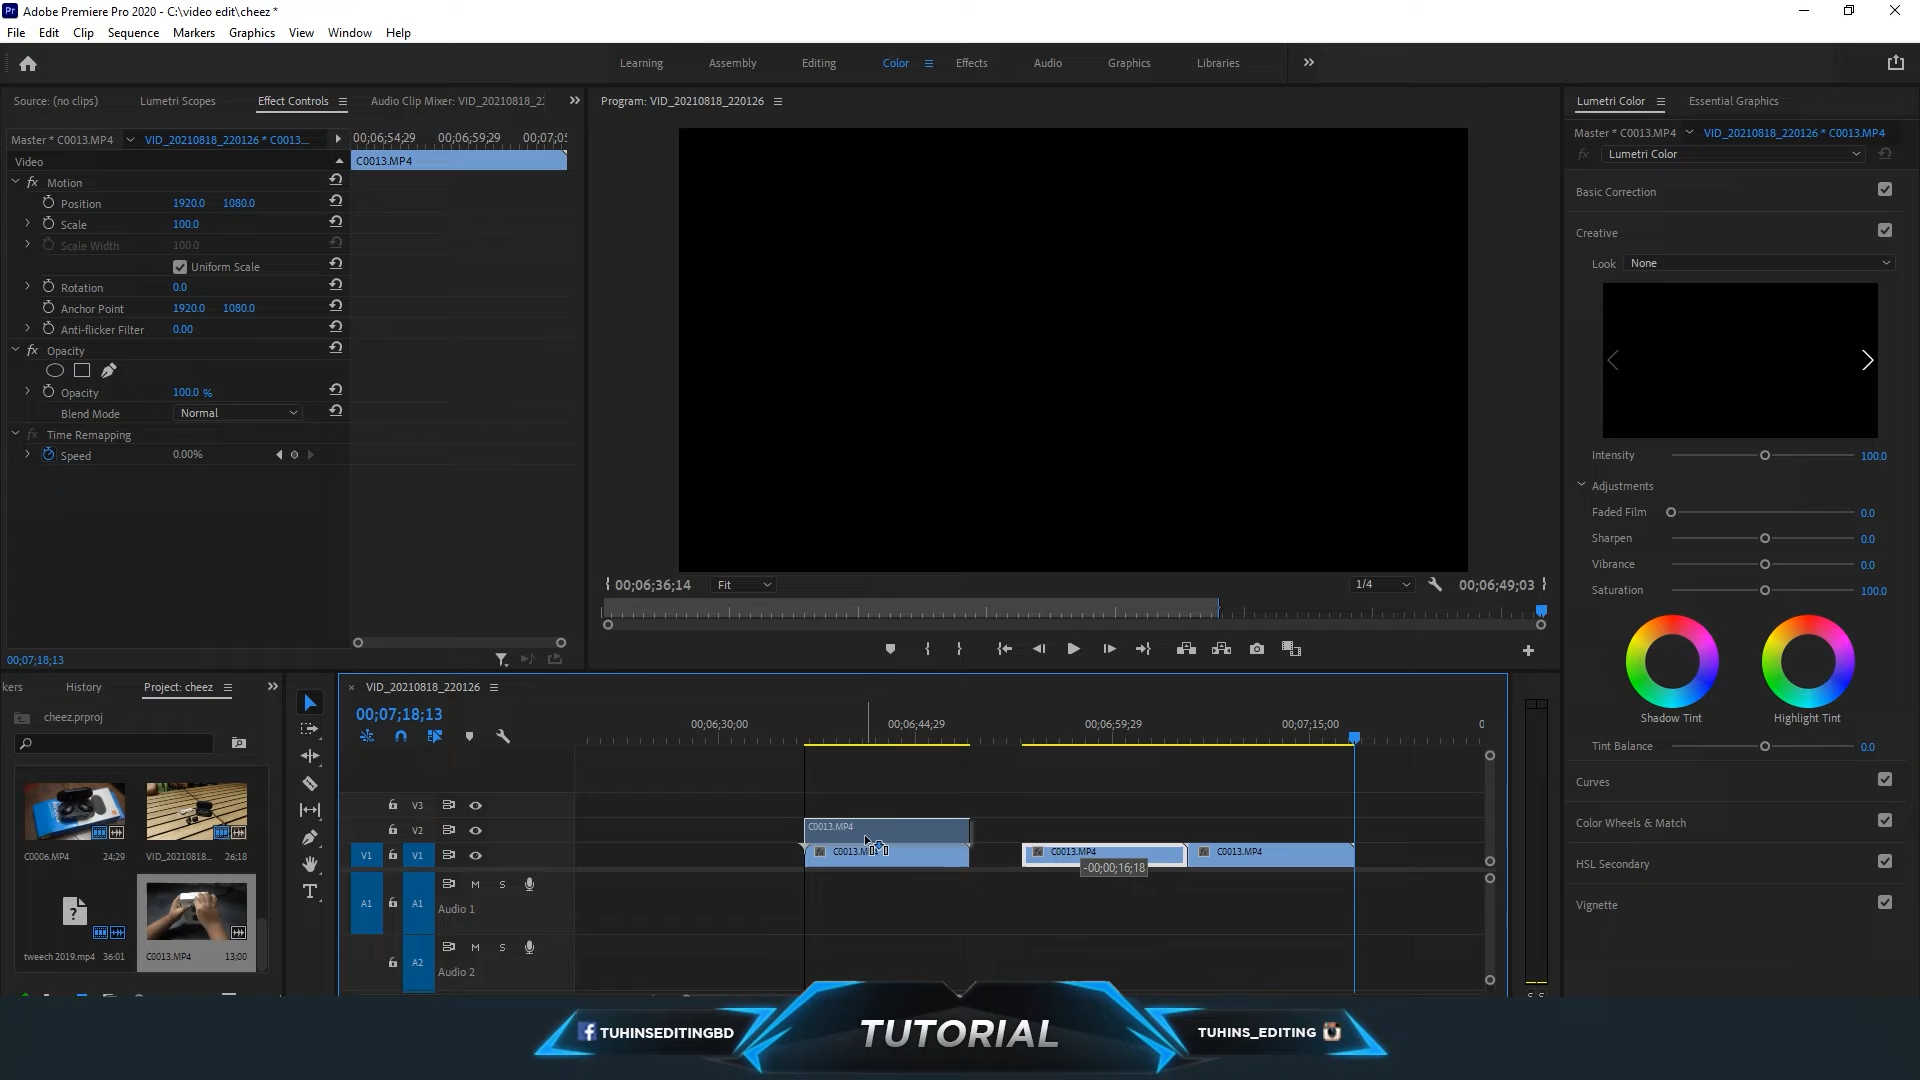 Pr Adobe Premiere Pro 2020 - C:\video edit\cheez *
File Edit Clip Sequence Markers Graphics View Window Help
Learning Assembly Editing Color Effects Audio Graphics Libraries
Source: (no clips) Lumetri Scopes Effect Controls Audio Clip Mixer: VID_20210818_2
Master * C0013.MP4 VID_20210818_220126 * C0013...
00;06;54;29 00;06;59;29 00;07;0
Video
C0013.MP4
fx Motion
Position 1920.0 1080.0
Scale 100.0
Scale Width 100.0
Uniform Scale
Rotation 0.0
Anchor Point 1920.0 1080.0
Anti-flicker Filter 0.00
fx Opacity
Opacity 100.0 %
Blend Mode Normal
fx Time Remapping
Speed 0.00%
00;07;18;13
Program: VID_20210818_220126
00;06;36;14 Fit 1/4 00;06;49;03
Lumetri Color Essential Graphics
Master * C0013.MP4 VID_20210818_220126 * C0013.MP4
fx Lumetri Color
Basic Correction
Creative
Look None
Intensity 100.0
Adjustments
Faded Film 0.0
Sharpen 0.0
Vibrance 0.0
Saturation 100.0
Shadow Tint Highlight Tint
Tint Balance 0.0
Curves
Color Wheels & Match
HSL Secondary
Vignette
kers History Project: cheez
cheez.prproj
C0006.MP4 24;29 VID_20210818... 26;18
tweech 2019.mp4 36:01 C0013.MP4 13;00
VID_20210818_220126
00;07;18;13
00;06;30;00 00;06;44;29 00;06;59;29 00;07;15;00 0
V3
V2 C0013.MP4
V1 V1 C0013.M C0013.MP4 C0013.MP4
-00;00;16;18
A1 A1 M S
Audio 1
A2 M S
Audio 2
S S
TUHINSEDITINGBD
TUTORIAL
TUHINS_EDITING